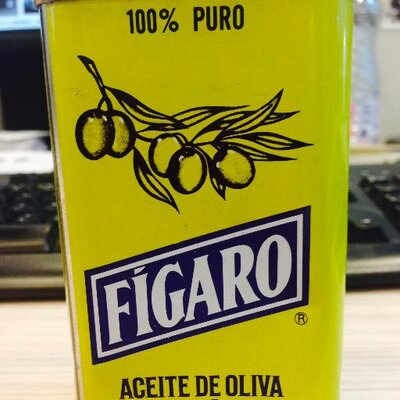 100% PURO
FÍGARO
®
ACEITE DE OLIVA